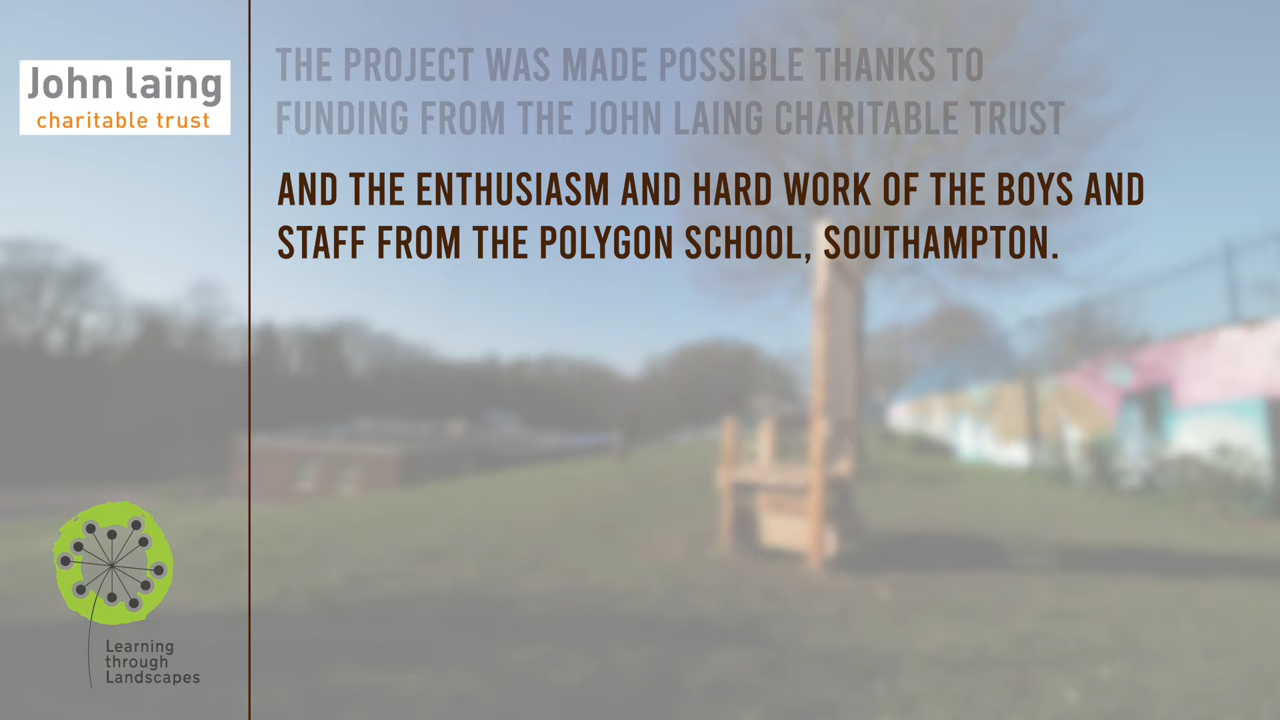 John laing
charitable trust
THE PROJECT WAS MADE POSSIBLE THANKS TO
FUNDING FROM THE JOHN LAING CHARITABLE TRUST
AND THE ENTHUSIASM AND HARD WORK OF THE BOYS AND
STAFF FROM THE POLYGON SCHOOL, SOUTHAMPTON.
Learning
through
Landscapes